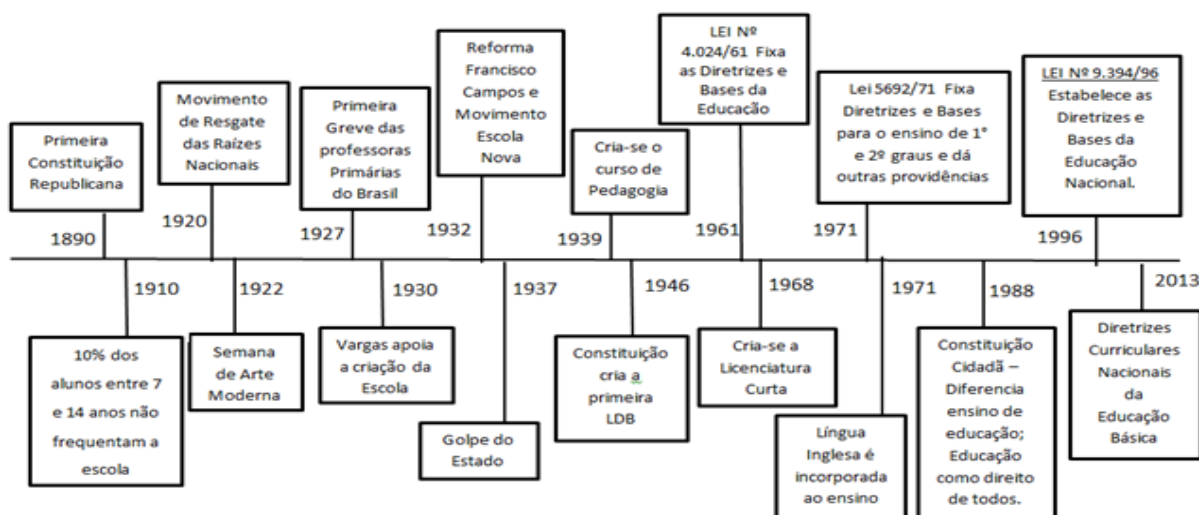 Primeira
Constituição
Republicana
1890
Movimento
de Resgate
das Raízes
Nacionais
1920
Primeira
Greve das
professoras
Primárias
do Brasil
1927
Reforma
Francisco
Campos e
Movimento
Escola
Nova
1932
Cria-se o
curso de
Pedagogia
1939
LEI Nº
4.024/61 Fixa
as Diretrizes e
Bases da
Educação
1961
Lei 5692/71 Fixa
Diretrizes e Bases
para o ensino de 1°
e 2º graus e dá
outras providências
1971
LEI Nº 9.394/96
Estabelece as
Diretrizes e
Bases da
Educação
Nacional.
1996
1910
10% dos
alunos entre 7
e 14 anos não
frequentam a
escola
1922
Semana
de Arte
Moderna
1930
Vargas apoia
a criação da
Escola
1937
Golpe do
Estado
1946
Constituição
cria a
primeira
LDB
1968
Cria-se a
Licenciatura
Curta
1971
Língua
Inglesa é
incorporada
ao ensino
1988
Constituição
Cidadã –
Diferencia
ensino de
educação;
Educação
como direito
de todos.
2013
Diretrizes
Curriculares
Nacionais
da
Educação
Básica